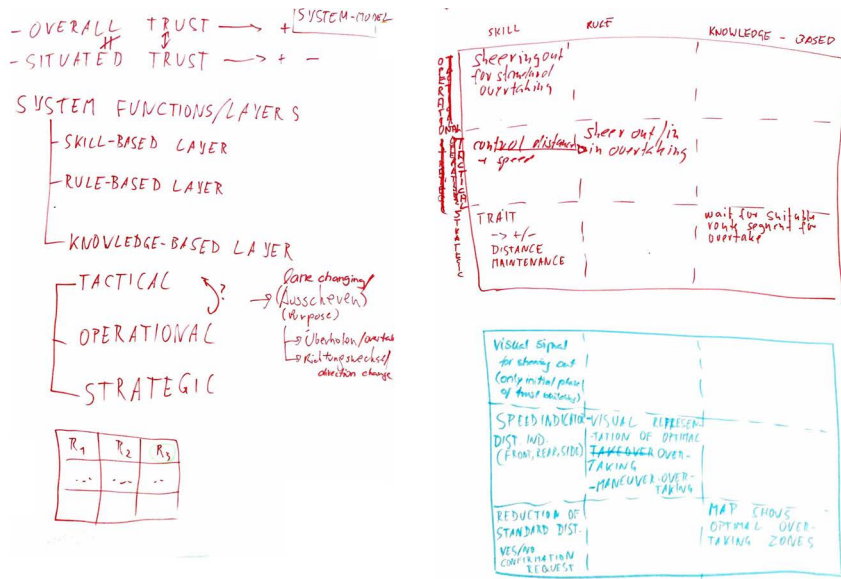 - OVERALL TRUST → + SYSTEM-MODEL
- SITUATED TRUST → + -
SYSTEM FUNCTIONS/LAYERS
SKILL-BASED LAYER
RULE-BASED LAYER
KNOWLEDGE-BASED LAYER
TACTICAL
OPERATIONAL
STRATEGIC
?
Lane changing/
(Ausscheren)
(Purpose)
→ Überholen/overtake
→ Richtungswechsel/
direction change
R1 R2 R3
... ... ..
SKILL RULE KNOWLEDGE-BASED
OPERATIONAL
sheering out
for standard
overtaking
TACTICAL
control distance
+ speed
sheer out/in
in overtaking
STRATEGIC
TRAIT
-> +/-
DISTANCE
MAINTENANCE
wait for suitable
route segment for
overtake
visual signal
for sheering out
(only initial phase
of trust building)
SPEED INDICATOR
DIST. IND.
(FRONT, REAR, SIDE)
-VISUAL REPRESEN-
-TATION OF OPTIMAL
TAKEOVER OVER-
TAKING
-MANEUVER-OVER-
TAKING
REDUCTION OF
STANDARD DIST.
YES/NO
CONFIRMATION
REQUEST
MAP SHOWS
OPTIMAL OVER-
TAKING ZONES